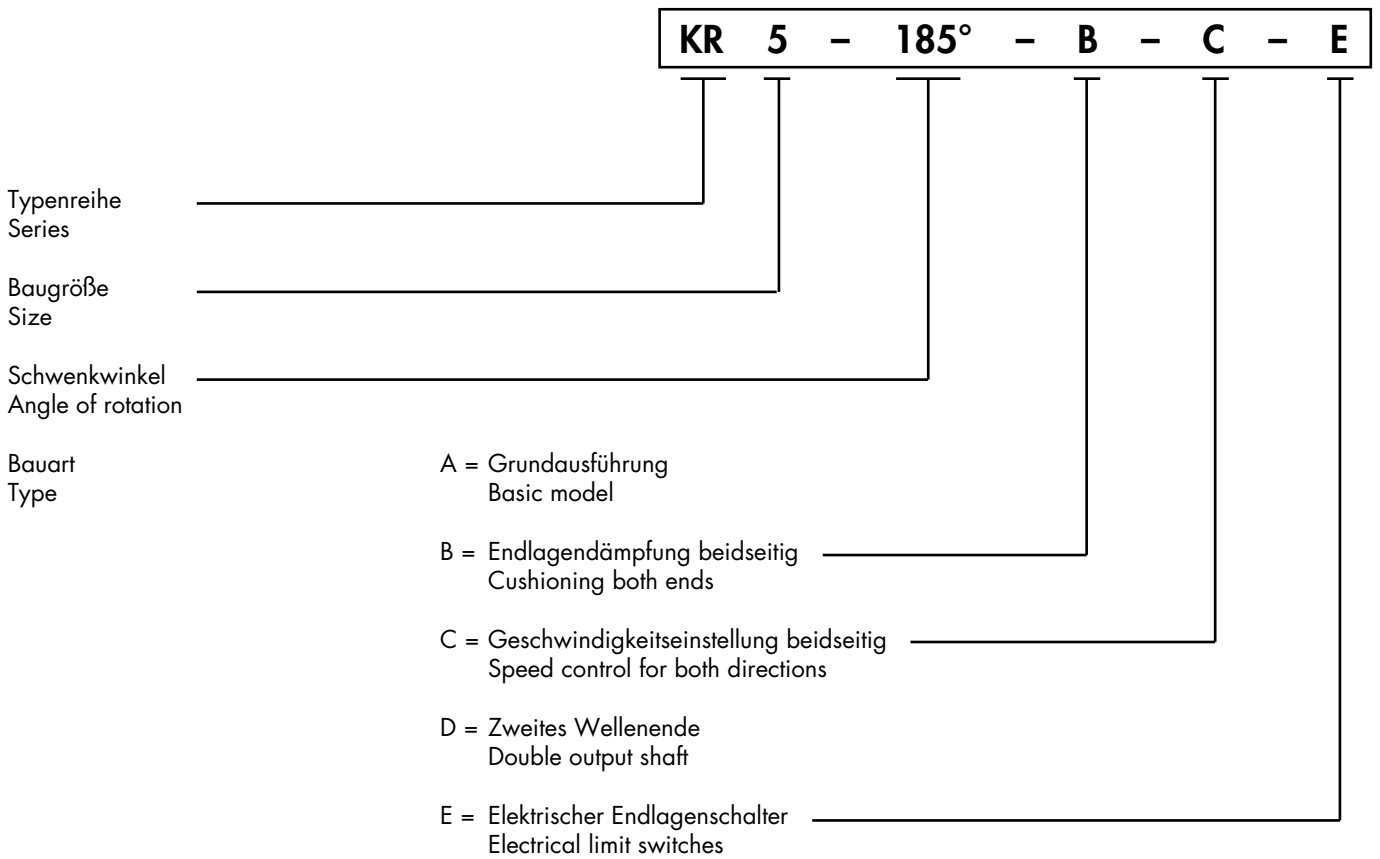 KR 5 – 185° – B – C – E
Typenreihe
Series
Baugröße
Size
Schwenkwinkel
Angle of rotation
Bauart
Type
A = Grundausführung
Basic model
B = Endlagendämpfung beidseitig
Cushioning both ends
C = Geschwindigkeitseinstellung beidseitig
Speed control for both directions
D = Zweites Wellenende
Double output shaft
E = Elektrischer Endlagenschalter
Electrical limit switches